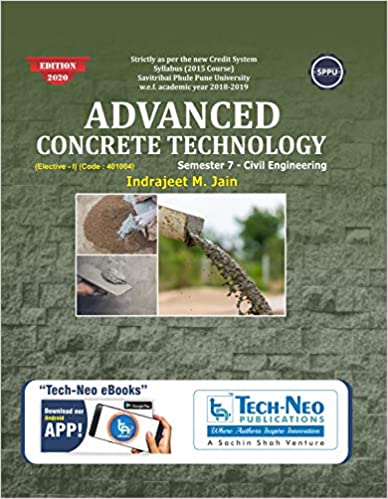 EDITION
2020
Strictly as per the new Credit System
Syllabus (2015 Course)
Savitribai Phule Pune University
w.e.f. academic year 2018-2019
SPPU
ADVANCED
CONCRETE TECHNOLOGY
(Elective - I) (Code : 401004)
Semester 7 - Civil Engineering
Indrajeet M. Jain
"Tech-Neo eBooks"
Download our
Android
APP!
TECH-NEO
PUBLICATIONS
Where Authors Inspire Innovation
A Sachin Shah Venture